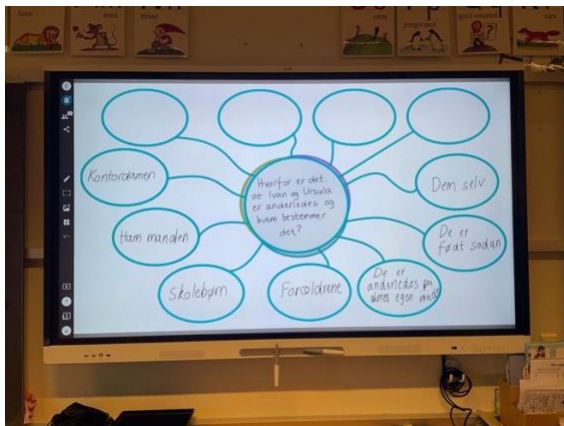 Hvorfor er det,
at Ivan og Ursula
er anderledes og
hvem bestemmer
det?
Kontordamen
Ham manden
Skolebørn
Forældrene
De er
anderledes på
deres egen måde
De er
født sådan
Dem selv